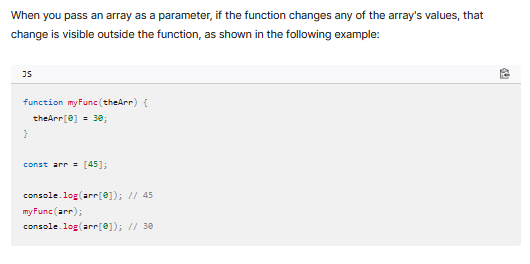 When you pass an array as a parameter, if the function changes any of the array's values, that
change is visible outside the function, as shown in the following example:
JS
function myFunc(theArr) {
  theArr[0] = 30;
}
const arr = [45];
console.log(arr[0]); // 45
myFunc(arr);
console.log(arr[0]); // 30